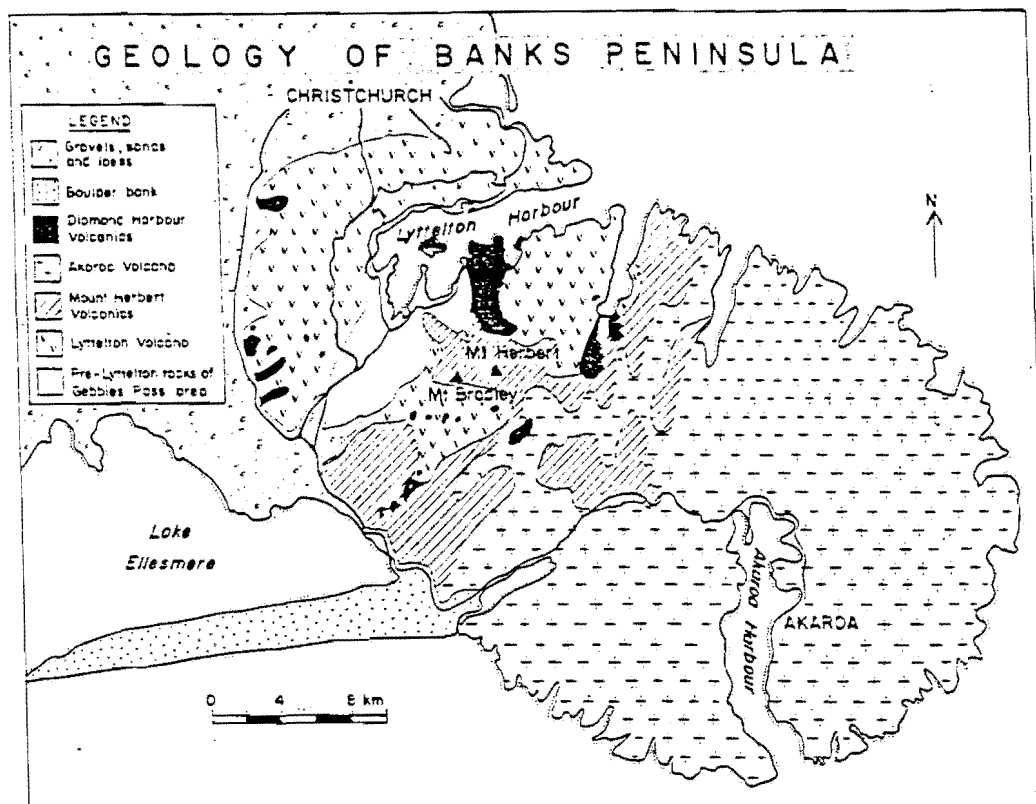 GEOLOGY OF BANKS PENINSULA
CHRISTCHURCH
LEGEND
Gravels, sands
and loess
Boulder bank
Diamond Harbour
Volcanics
Akaroa Volcano
Mount Herbert
Volcanics
Lyttelton Volcano
Pre-Lyttelton rocks of
Gebbies Pass area
N
Lyttelton Harbour
Mt Herbert
Mt Bradley
Lake
Ellesmere
Akaroa Harbour
AKAROA
0 4 8 km